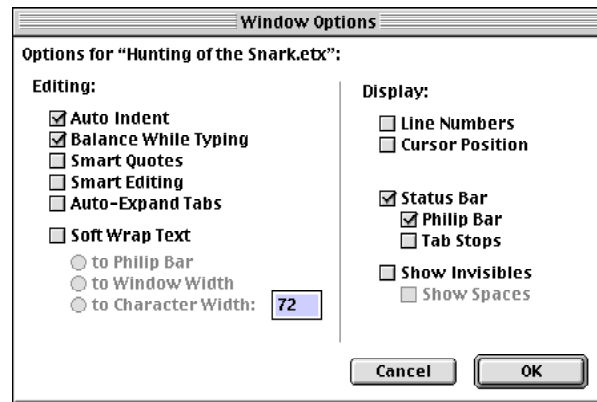 Window Options
Options for “Hunting of the Snark.etx”:
Editing:
Auto Indent
Balance While Typing
Smart Quotes
Smart Editing
Auto-Expand Tabs
Soft Wrap Text
to Philip Bar
to Window Width
to Character Width: 72
Display:
Line Numbers
Cursor Position
Status Bar
Philip Bar
Tab Stops
Show Invisibles
Show Spaces
Cancel
OK